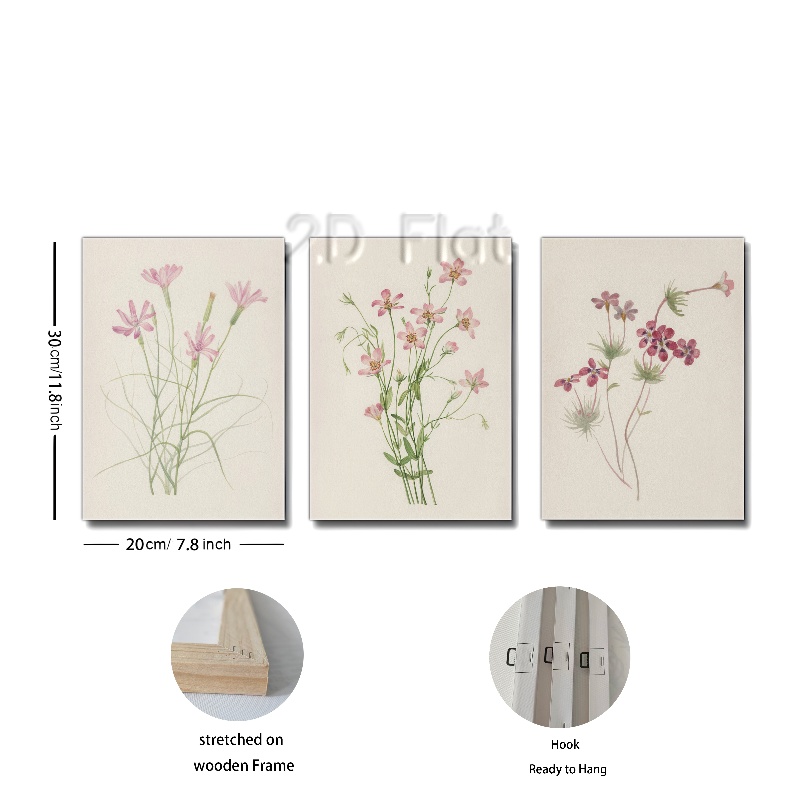 2D Flat
30cm/11.8inch
20cm/ 7.8 inch
stretched on
wooden Frame
Hook
Ready to Hang